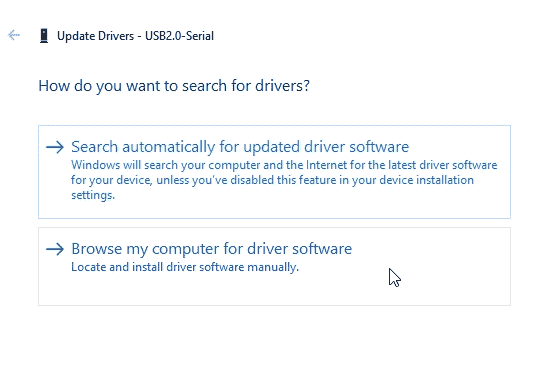 Update Drivers - USB2.0-Serial
How do you want to search for drivers?
Search automatically for updated driver software
Windows will search your computer and the Internet for the latest driver software
for your device, unless you've disabled this feature in your device installation
settings.
Browse my computer for driver software
Locate and install driver software manually.